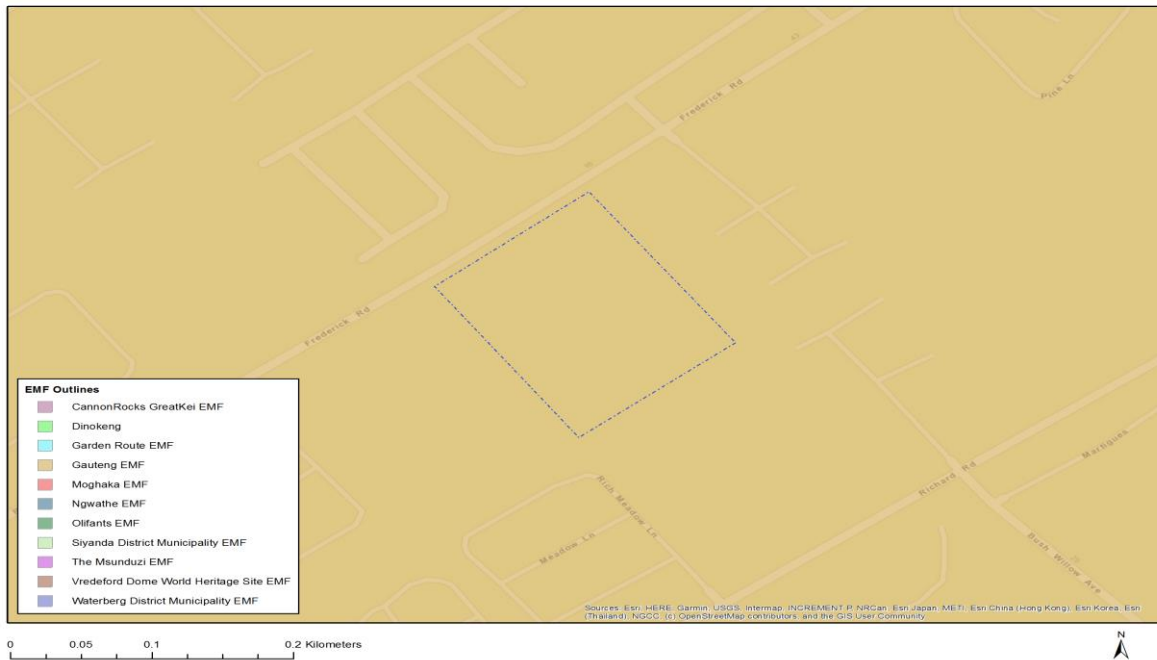 47
Frederick Rd
Pine Ln
Frederick Rd
Richard Rd
Martigues
Rich Meadow Ln
Meadow Ln
Bush Willow Ave
EMF Outlines
CannonRocks GreatKei EMF
Dinokeng
Garden Route EMF
Gauteng EMF
Moghaka EMF
Ngwathe EMF
Olifants EMF
Siyanda District Municipality EMF
The Msunduzi EMF
Vredeford Dome World Heritage Site EMF
Waterberg District Municipality EMF
Sources: Esri, HERE, Garmin, USGS, Intermap, INCREMENT P, NRCan, Esri Japan, METI, Esri China (Hong Kong), Esri Korea, Esri
(Thailand), NGCC, (c) OpenStreetMap contributors, and the GIS User Community
0 0.05 0.1 0.2 Kilometers
N